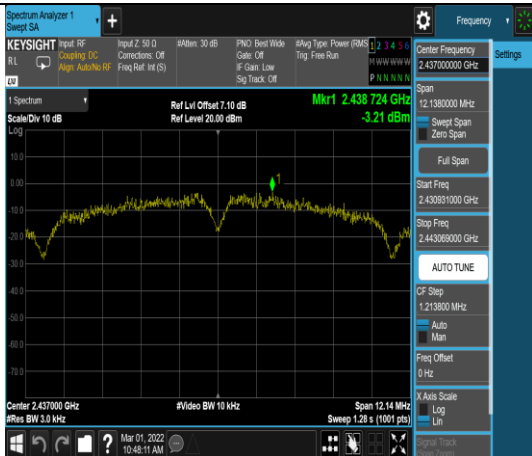 Spectrum Analyzer 1
Swept SA
Frequency
KEYSIGHT
RL
Input: RF
Coupling: DC
Align: Auto/No RF
Input Z: 50 Ω
Corrections: Off
Freq Ref: Int (S)
#Atten: 30 dB
PNO: Best Wide
Gate: Off
IF Gain: Low
Sig Track: Off
#Avg Type: Power (RMS
Trig: Free Run
1 2 3 4 5 6
M W W W W W
P N N N N N
Center Frequency
2.437000000 GHz
Settings
Span
12.1380000 MHz
Swept Span
Zero Span
Full Span
Start Freq
2.430931000 GHz
Stop Freq
2.443069000 GHz
AUTO TUNE
CF Step
1.213800 MHz
Auto
Man
Freq Offset
0 Hz
X Axis Scale
Log
Lin
Signal Track
(Span Zoom)
1 Spectrum
Scale/Div 10 dB
Log
Ref Lvl Offset 7.10 dB
Ref Level 20.00 dBm
Mkr1 2.438 724 GHz
-3.21 dBm
10.0
0.00
-10.0
-20.0
-30.0
-40.0
-50.0
-60.0
-70.0
1
Center 2.437000 GHz
#Res BW 3.0 kHz
#Video BW 10 kHz
Span 12.14 MHz
Sweep 1.28 s (1001 pts)
Mar 01, 2022
10:48:11 AM